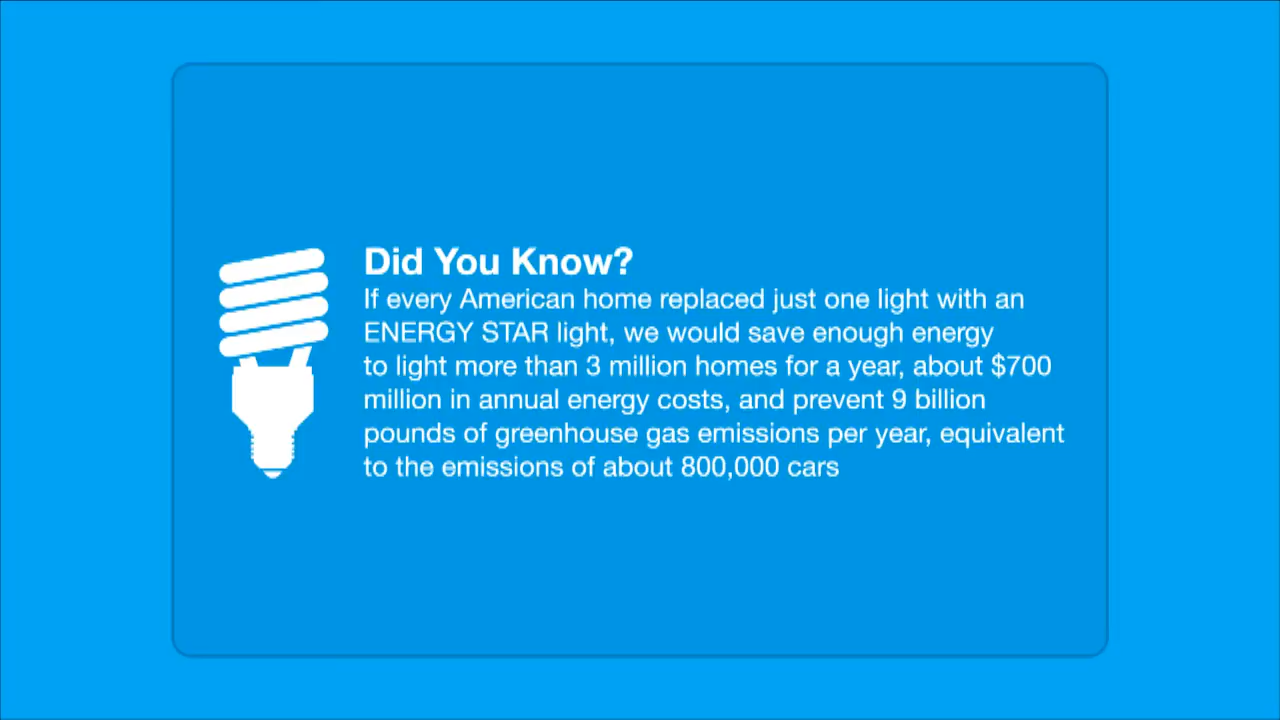 Did You Know?
If every American home replaced just one light with an
ENERGY STAR light, we would save enough energy
to light more than 3 million homes for a year, about $700
million in annual energy costs, and prevent 9 billion
pounds of greenhouse gas emissions per year, equivalent
to the emissions of about 800,000 cars